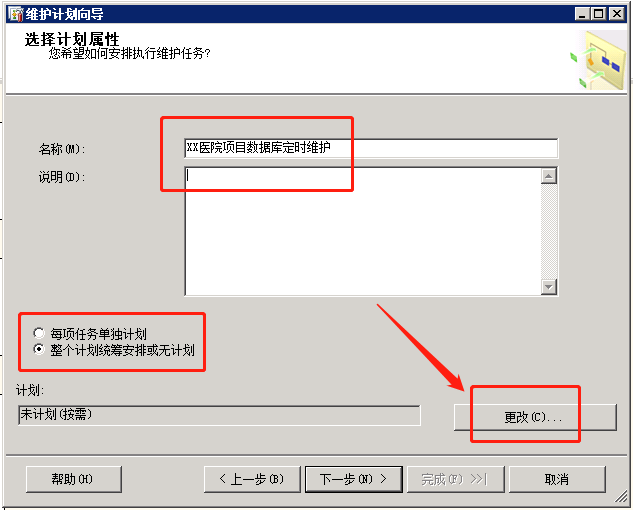 维护计划向导
选择计划属性
您希望如何安排执行维护任务?
名称(M):
XX医院项目数据库定时维护
说明(D):
每项任务单独计划
整个计划统筹安排或无计划
计划:
未计划(按需)
更改(C)...
帮助(H)
< 上一步(B)
下一步(N) >
完成(F) >>|
取消